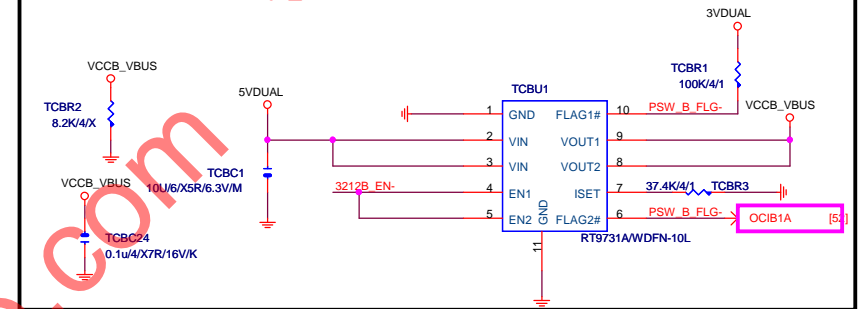 3VDUAL
VCCB_VBUS
TCBR2
8.2K/4/X
5VDUAL
TCBU1
TCBR1
100K/4/1
1 GND FLAG1# 10 PSW_B_FLG-
VCCB_VBUS
2 VIN VOUT1 9
3 VIN VOUT2 8
TCBC1
10U/6/X5R/6.3V/M
VCCB_VBUS
3212B_EN- 4 EN1 ISET 7 37.4K/4/1 TCBR3
5 EN2 GND FLAG2# 6 PSW_B_FLG- OCIB1A
TCBC24
0.1u/4/X7R/16V/K
11
RT9731A/WDFN-10L
com